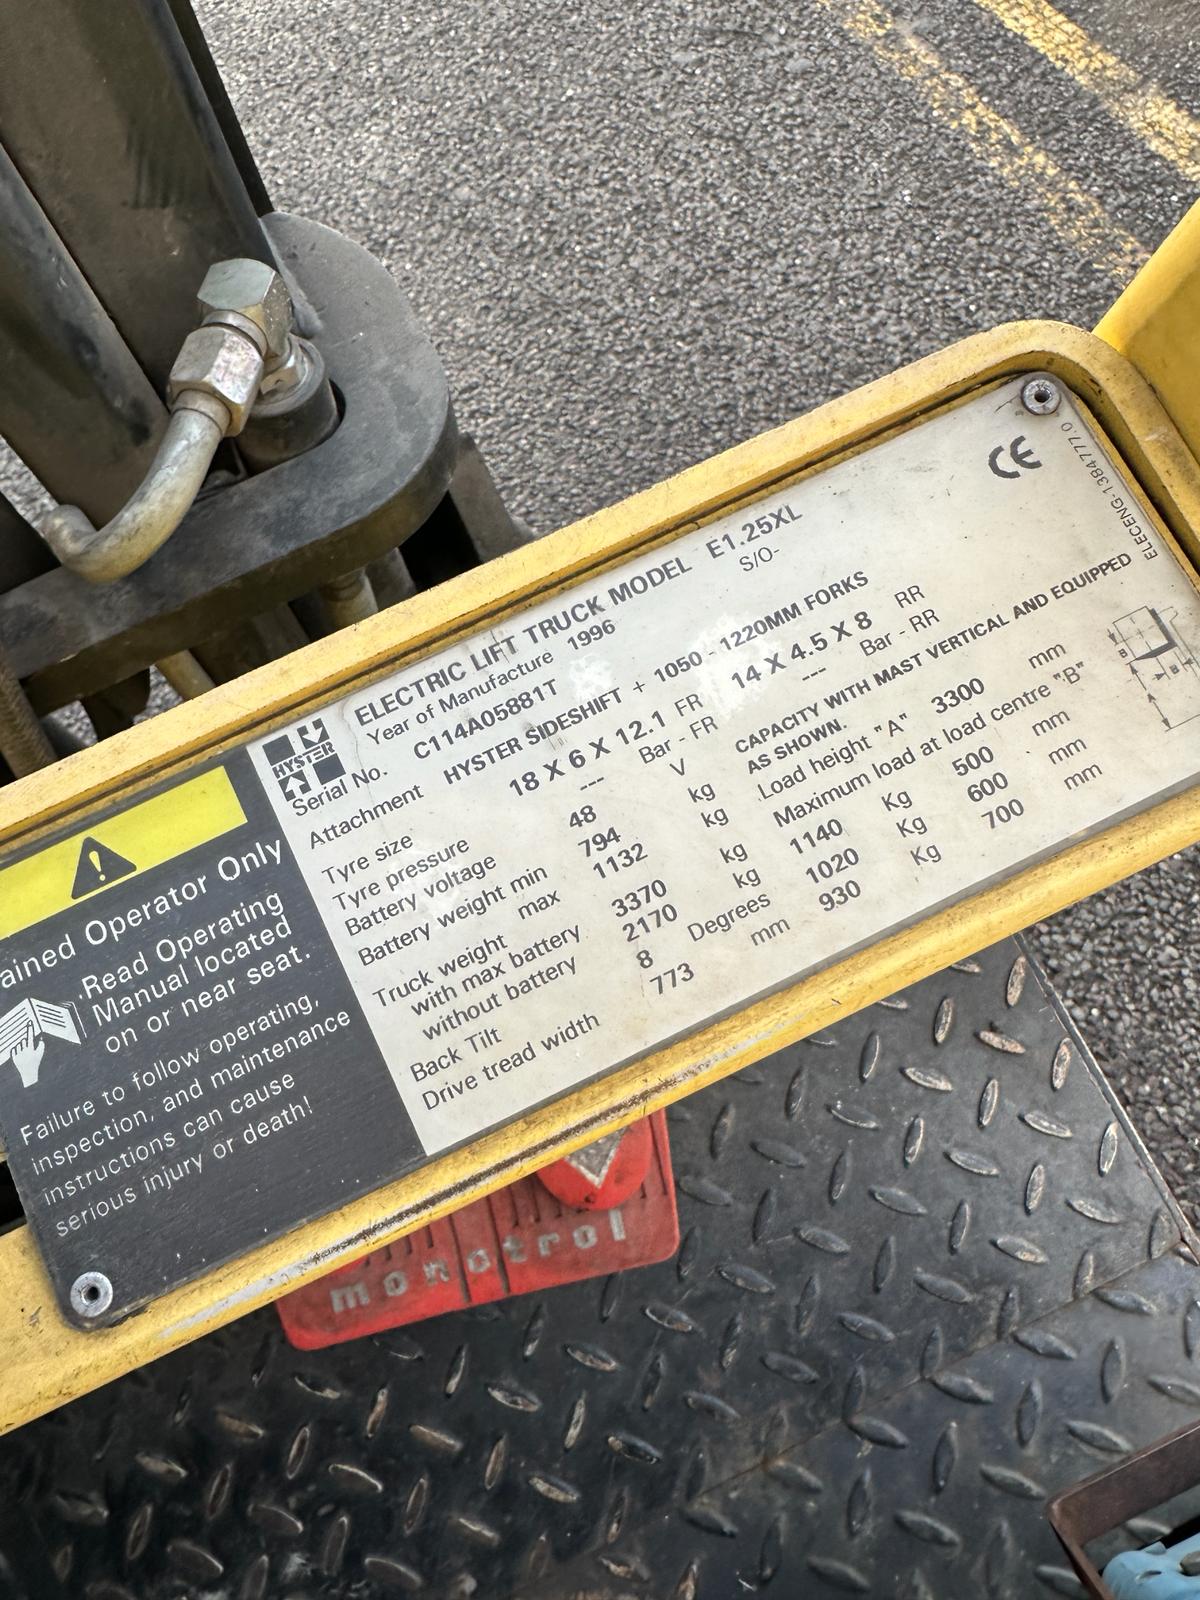 HYSTER
ELECTRIC LIFT TRUCK MODEL E1.25XL
Year of Manufacture 1996 S/O-
Serial No. C114A05881T
Attachment HYSTER SIDESHIFT + 1050 - 1220MM FORKS
Tyre size 18 X 6 X 12.1 FR 14 X 4.5 X 8 RR
Tyre pressure --- Bar - FR --- Bar - RR
Battery voltage 48 V
Battery weight min 794 kg
max 1132 kg
Truck weight
with max battery 3370 kg
without battery 2170 kg
Back Tilt 8 Degrees
Drive tread width 773 mm
CAPACITY WITH MAST VERTICAL AND EQUIPPED
AS SHOWN.
Load height "A" 3300 mm
Maximum load at load centre "B"
1140 Kg 500 mm
1020 Kg 600 mm
930 Kg 700 mm
CE
ELECENG-1384777.0
B
B
ained Operator Only
Read Operating
Manual located
on or near seat.
Failure to follow operating,
inspection, and maintenance
instructions can cause
serious injury or death!
monotrol